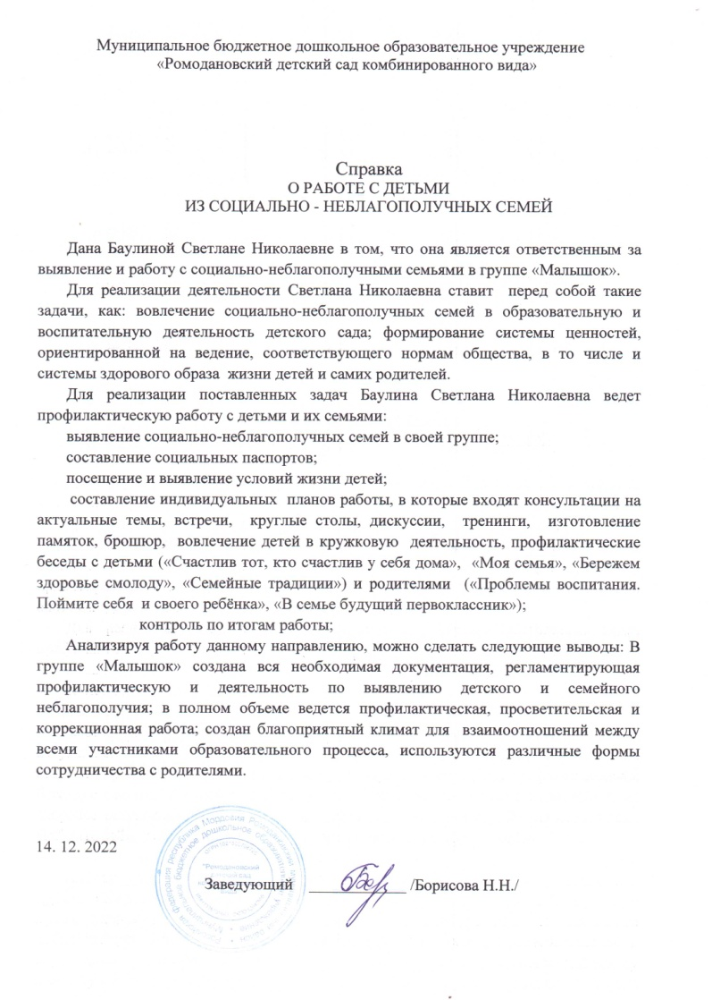 Муниципальное бюджетное дошкольное образовательное учреждение
«Ромодановский детский сад комбинированного вида»
Справка
О РАБОТЕ С ДЕТЬМИ
ИЗ СОЦИАЛЬНО - НЕБЛАГОПОЛУЧНЫХ СЕМЕЙ
Дана Баулиной Светлане Николаевне в том, что она является ответственным за
выявление и работу с социально-неблагополучными семьями в группе «Малышок».
Для реализации деятельности Светлана Николаевна ставит перед собой такие
задачи, как: вовлечение социально-неблагополучных семей в образовательную и
воспитательную деятельность детского сада; формирование системы ценностей,
ориентированной на ведение, соответствующего нормам общества, в то числе и
системы здорового образа жизни детей и самих родителей.
Для реализации поставленных задач Баулина Светлана Николаевна ведет
профилактическую работу с детьми и их семьями:
выявление социально-неблагополучных семей в своей группе;
составление социальных паспортов;
посещение и выявление условий жизни детей;
составление индивидуальных планов работы, в которые входят консультации на
актуальные темы, встречи, круглые столы, дискуссии, тренинги, изготовление
памяток, брошюр, вовлечение детей в кружковую деятельность, профилактические
беседы с детьми («Счастлив тот, кто счастлив у себя дома», «Моя семья», «Бережем
здоровье смолоду», «Семейные традиции») и родителями («Проблемы воспитания.
Поймите себя и своего ребёнка», «В семье будущий первоклассник»);
контроль по итогам работы;
Анализируя работу данному направлению, можно сделать следующие выводы: В
группе «Малышок» создана вся необходимая документация, регламентирующая
профилактическую и деятельность по выявлению детского и семейного
неблагополучия; в полном объеме ведется профилактическая, просветительская и
коррекционная работа; создан благоприятный климат для взаимоотношений между
всеми участниками образовательного процесса, используются различные формы
сотрудничества с родителями.
14. 12. 2022
"Ромодановский
Заведующий ____________ /Борисова Н.Н./